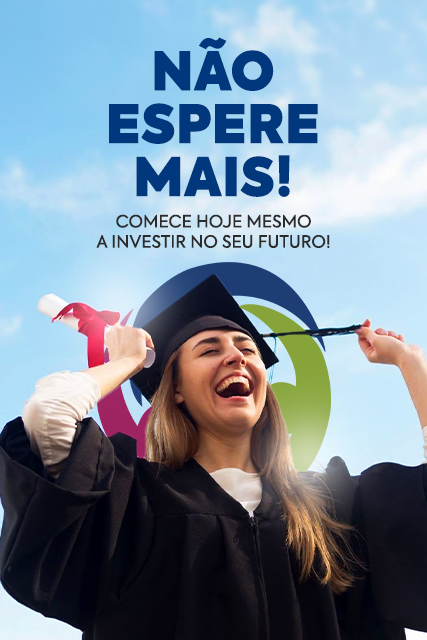 NÃO
ESPERE
MAIS!
COMECE HOJE MESMO
A INVESTIR NO SEU FUTURO!